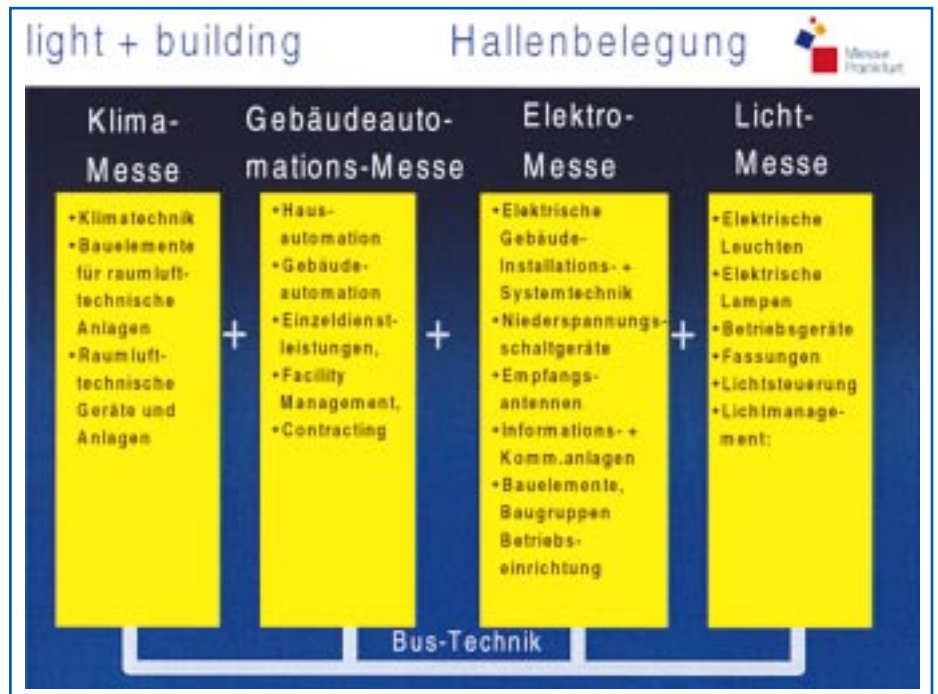 light + building
Hallenbelegung
Messe
Frankfurt
Klima-
Messe
•Klimatechnik
•Bauelemente
für raumluft-
technische
Anlagen
•Raumluft-
technische
Geräte und
Anlagen
+
Gebäudeauto-
mations-Messe
•Haus-
automation
•Gebäude-
automation
•Einzeldienst-
leistungen,
•Facility
Management,
•Contracting
+
Elektro-
Messe
•Elektrische
Gebäude-
Installations- +
Systemtechnik
•Niederspannungs-
schaltgeräte
•Empfangs-
antennen
•Informations- +
Komm.anlagen
•Bauelemente,
Baugruppen
Betriebs-
einrichtung
+
Licht-
Messe
•Elektrische
Leuchten
•Elektrische
Lampen
•Betriebsgeräte
•Fassungen
•Lichtsteuerung
•Lichtmanage-
ment:
Bus-Technik